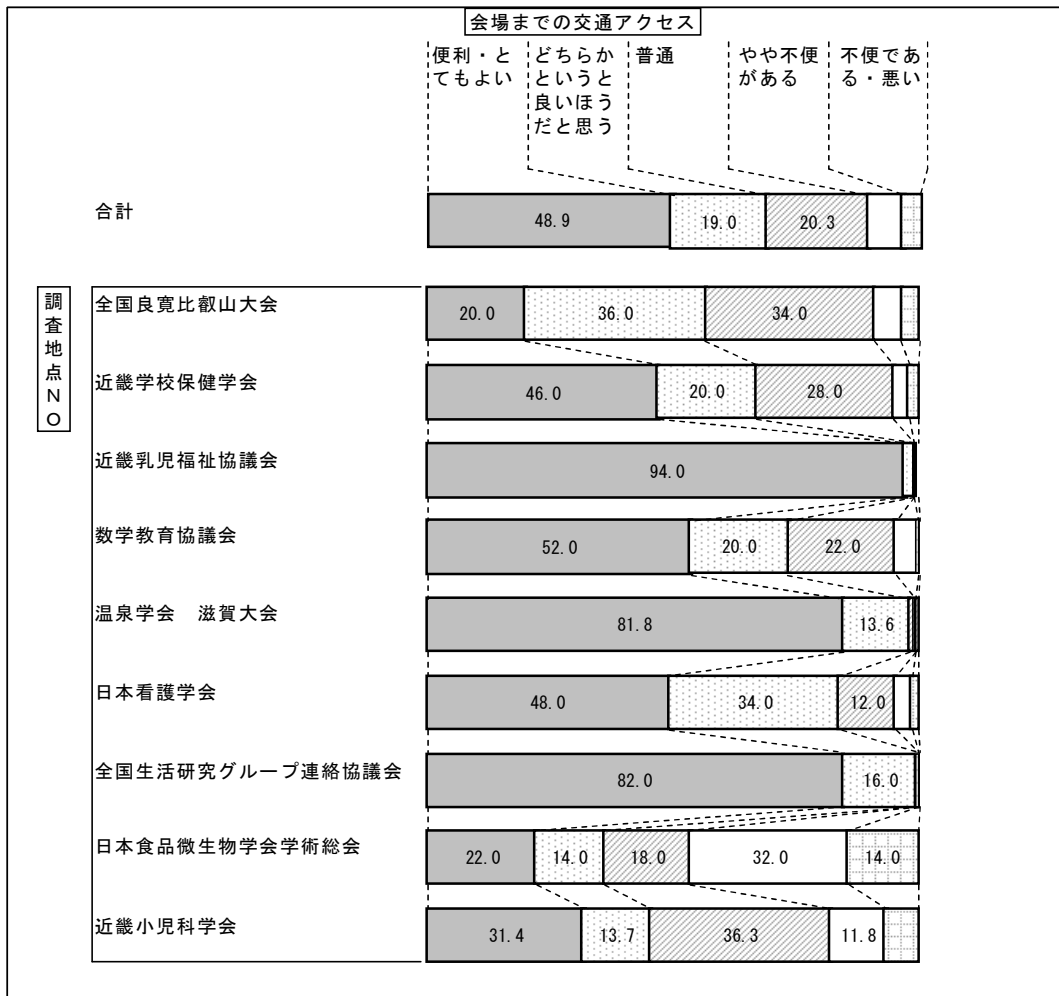 会場までの交通アクセス
便利・と
てもよい
どちらか
というと
良いほう
だと思う
普通
やや不便
がある
不便であ
る・悪い
合計
48.9
19.0
20.3
調査地点NO
全国良寛比叡山大会
20.0
36.0
34.0
近畿学校保健学会
46.0
20.0
28.0
近畿乳児福祉協議会
94.0
数学教育協議会
52.0
20.0
22.0
温泉学会　滋賀大会
81.8
13.6
日本看護学会
48.0
34.0
12.0
全国生活研究グループ連絡協議会
82.0
16.0
日本食品微生物学会学術総会
22.0
14.0
18.0
32.0
14.0
近畿小児科学会
31.4
13.7
36.3
11.8